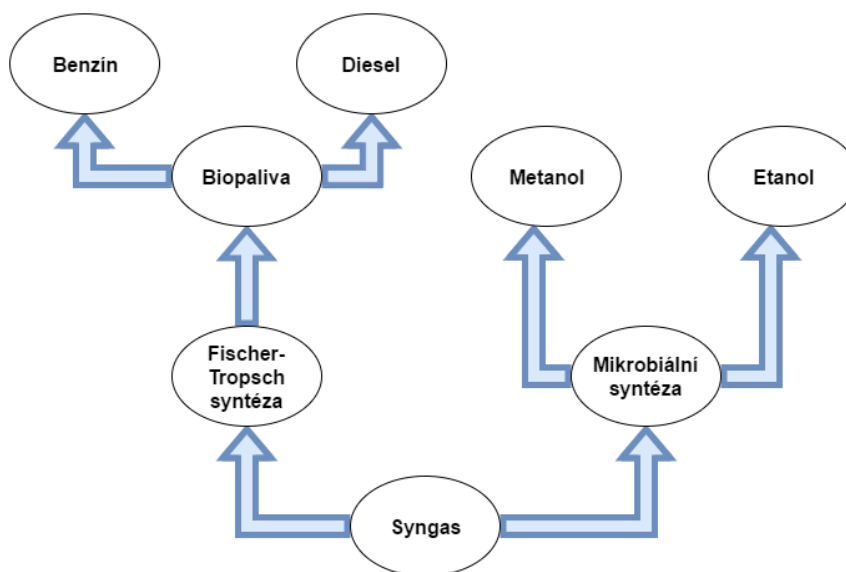 Benzín
Diesel
Biopaliva
Metanol
Etanol
Fischer-
Tropsch
syntéza
Mikrobiální
syntéza
Syngas